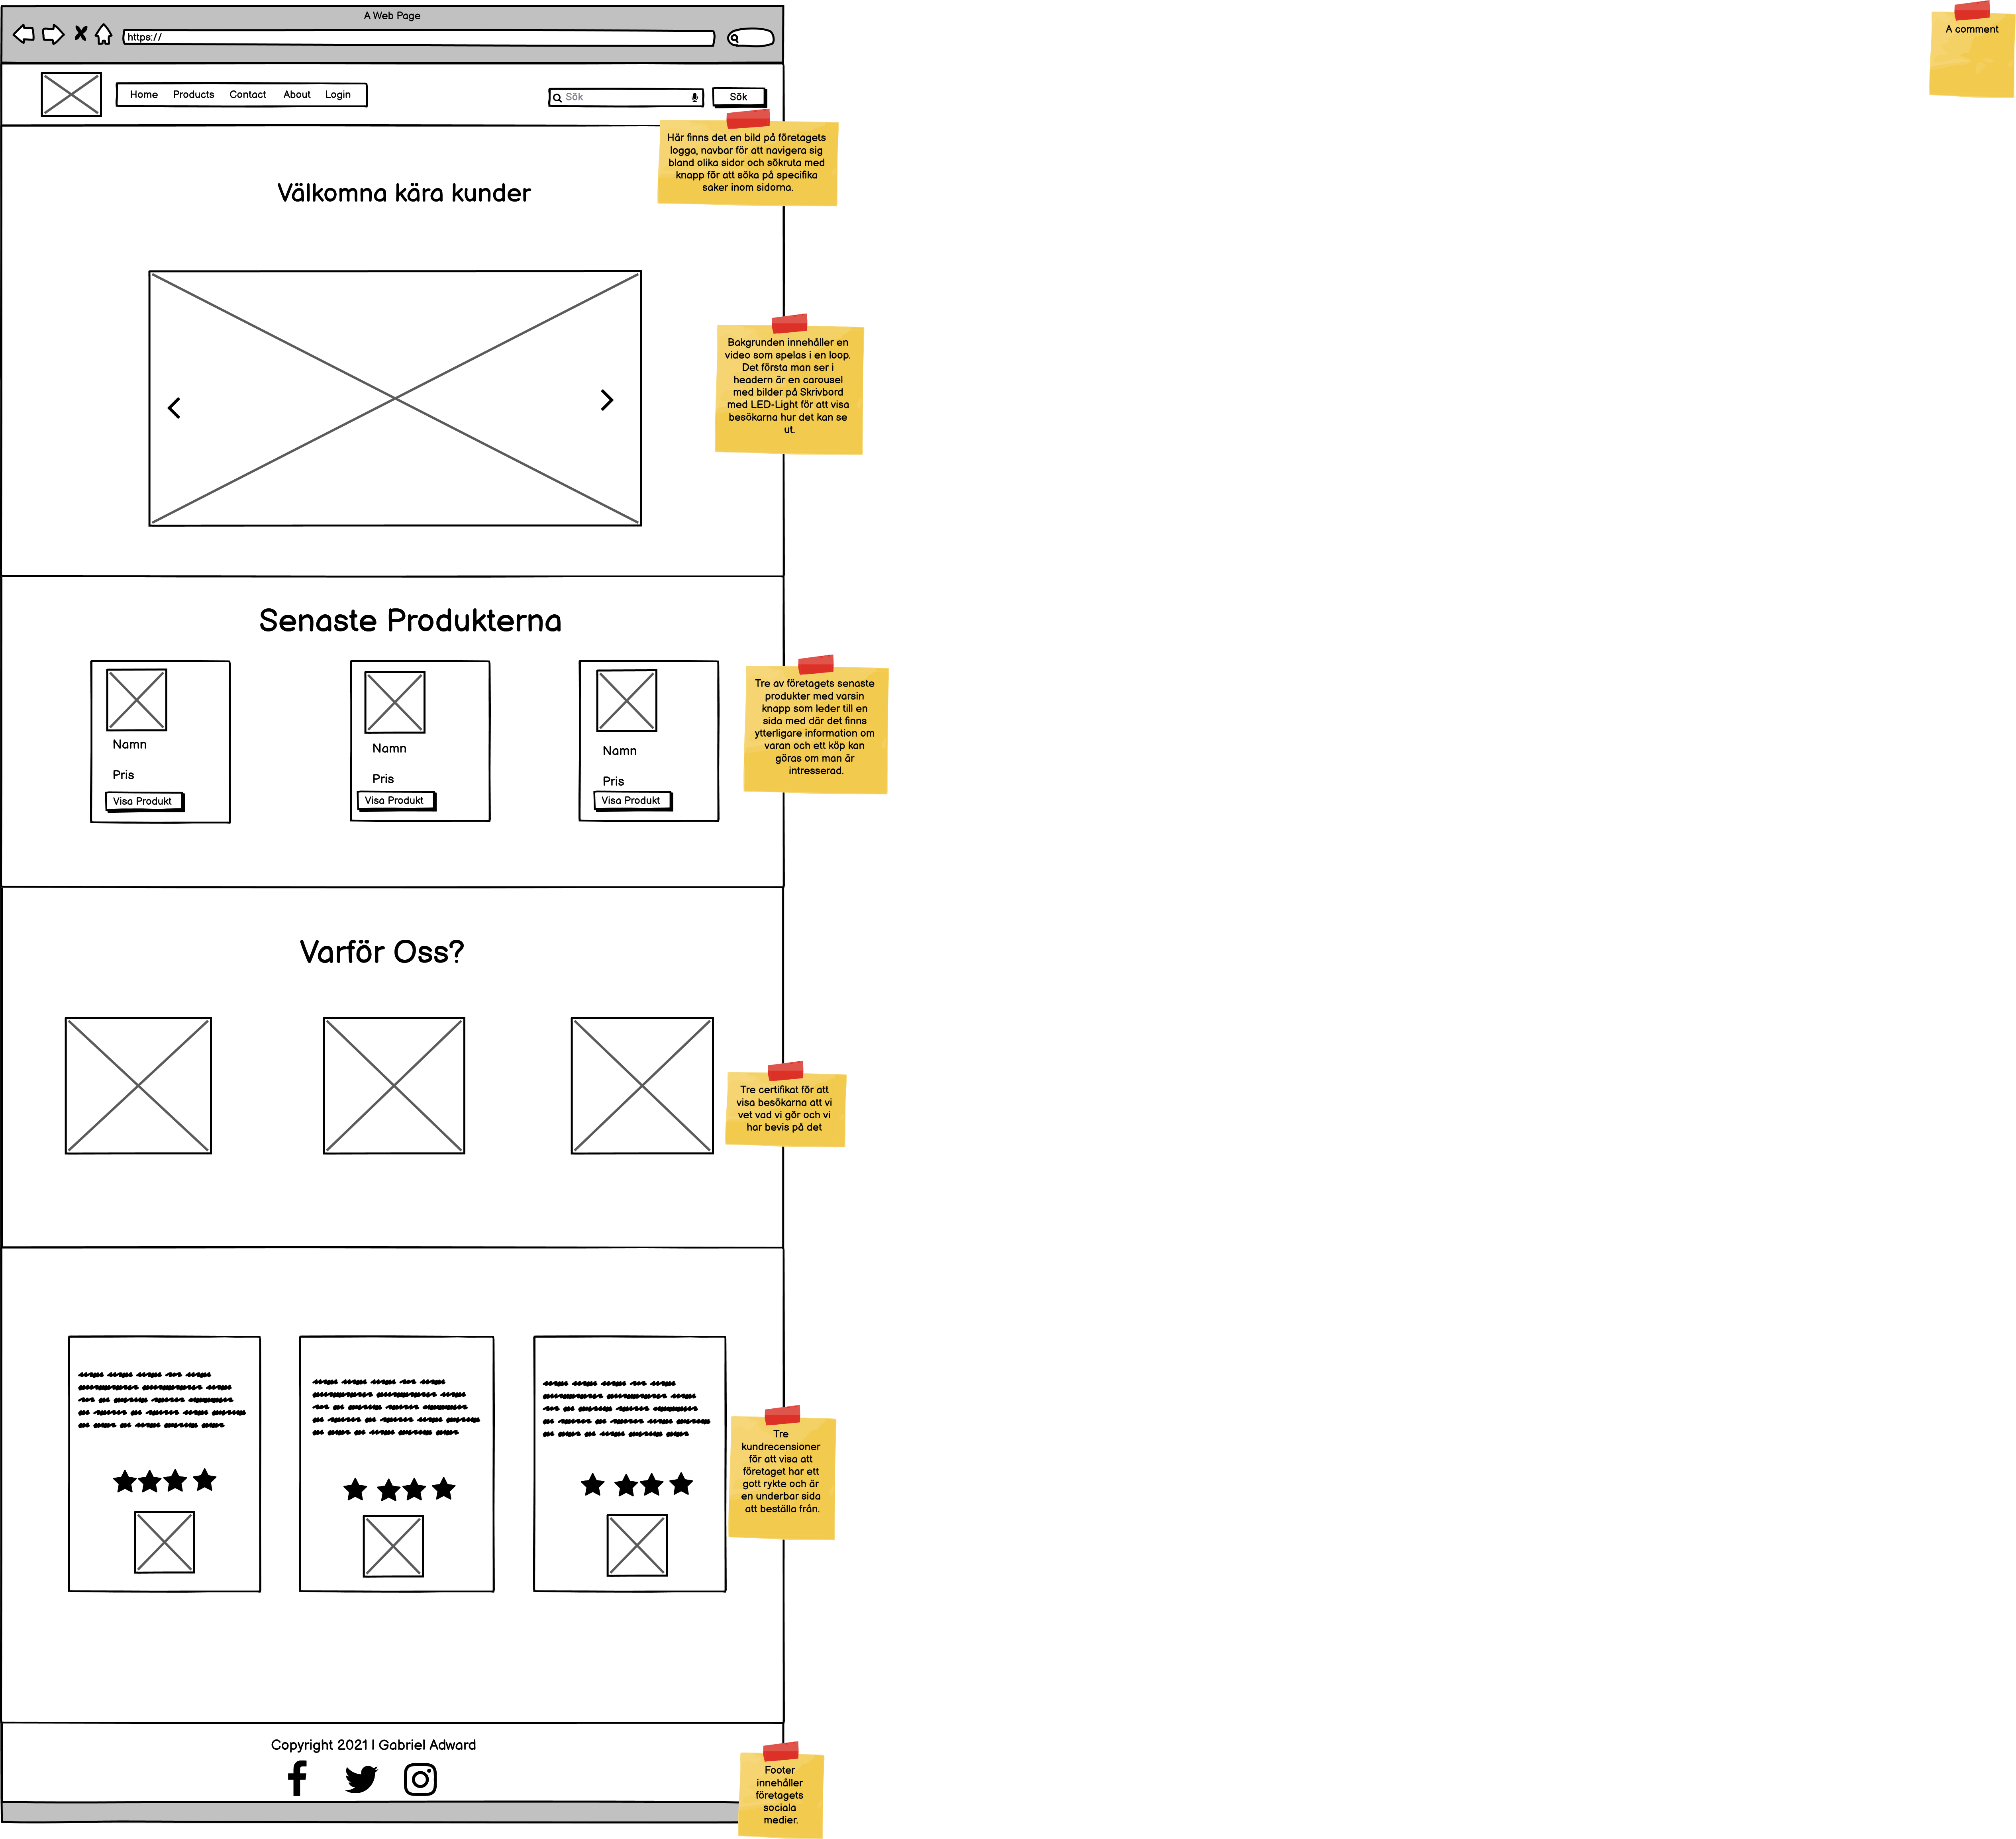 A Web Page
https://
A comment
Home Products Contact About Login
Sök
Sök
Här finns det en bild på företagets
logga, navbar för att navigera sig
bland olika sidor och sökruta med
knapp för att söka på specifika
saker inom sidorna.
Välkomna kära kunder
Bakgrunden innehåller en
video som spelas i en loop.
Det första man ser i
headern är en carousel
med bilder på Skrivbord
med LED-Light för att visa
besökarna hur det kan se
ut.
Senaste Produkterna
Namn
Pris
Visa Produkt
Namn
Pris
Visa Produkt
Namn
Pris
Visa Produkt
Tre av företagets senaste
produkter med varsin
knapp som leder till en
sida med där det finns
ytterligare information om
varan och ett köp kan
göras om man är
intresserad.
Varför Oss?
Tre certifikat för att
visa besökarna att vi
vet vad vi gör och vi
har bevis på det
Tre
kundrecensioner
för att visa att
företaget har ett
gott rykte och är
en underbar sida
att beställa från.
Copyright 2021 | Gabriel Adward
Footer
innehåller
företagets
sociala
medier.